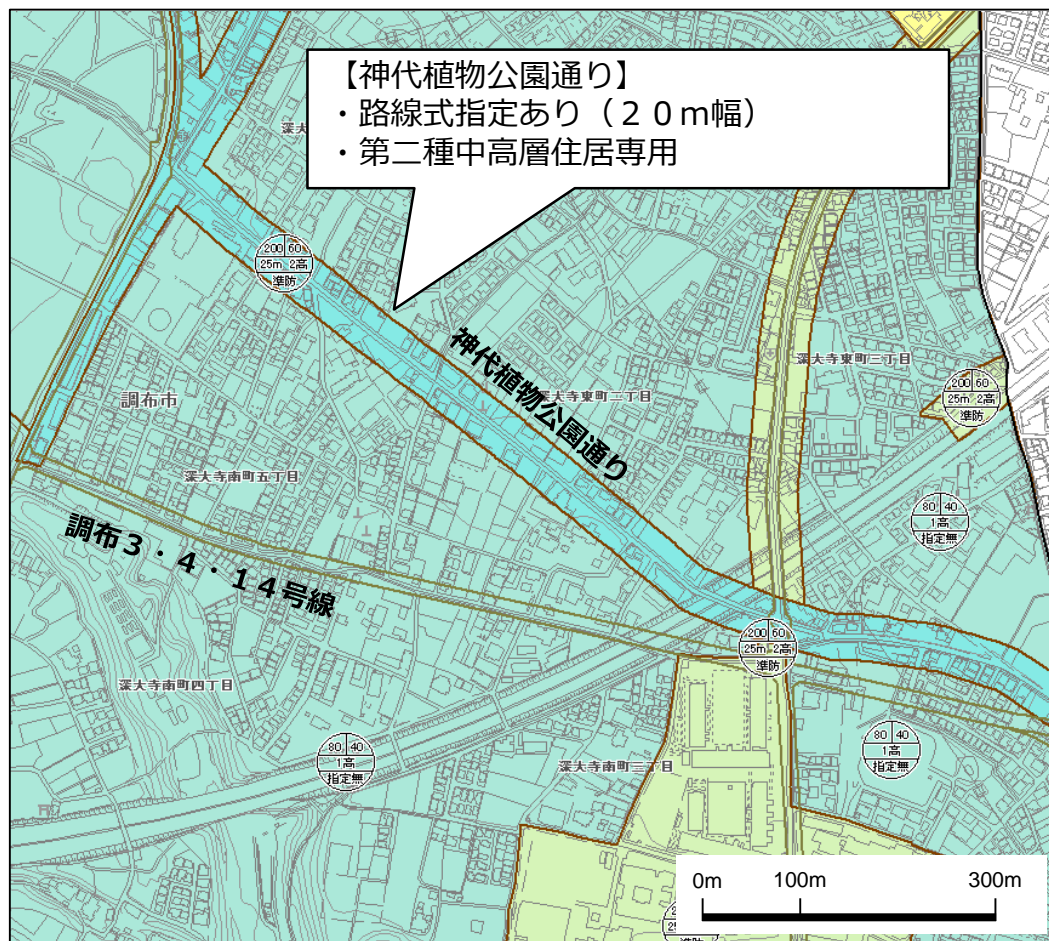 【神代植物公園通り】
・路線式指定あり（２０ｍ幅）
・第二種中高層住居専用
深大
200 60
25m 2高
準防
神代植物公園通り
深大寺東町三丁目
深大寺東町二丁目
200 60
25m 2高
準防
調布市
深大寺南町五丁目
80 40
1高
指定無
調布３・４・１４号線
200 60
25m 2高
準防
深大寺南町四丁目
80 40
1高
指定無
80 40
1高
指定無
深大寺南町三丁目
0m 100m 300m
準防